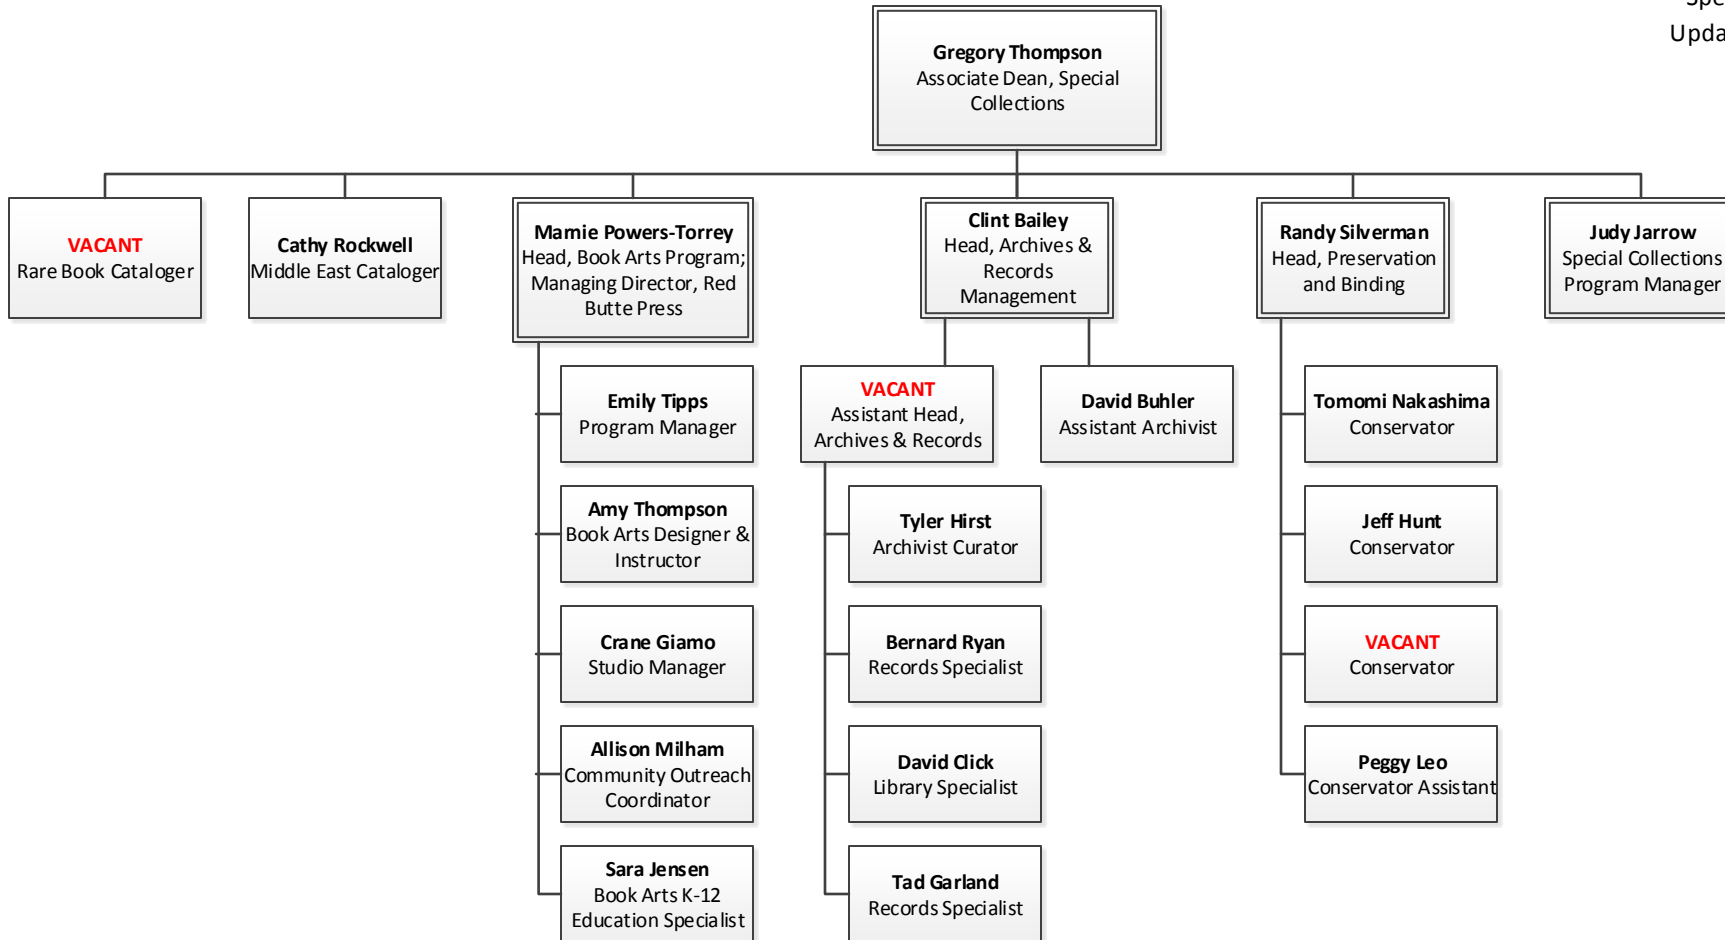 Gregory Thompson
Associate Dean, Special
Collections
VACANT
Rare Book Cataloger
Cathy Rockwell
Middle East Cataloger
Marnie Powers-Torrey
Head, Book Arts Program;
Managing Director, Red
Butte Press
Clint Bailey
Head, Archives &
Records
Management
Randy Silverman
Head, Preservation
and Binding
Judy Jarrow
Special Collections
Program Manager
Emily Tipps
Program Manager
Amy Thompson
Book Arts Designer &
Instructor
Crane Giamo
Studio Manager
Allison Milham
Community Outreach
Coordinator
Sara Jensen
Book Arts K-12
Education Specialist
VACANT
Assistant Head,
Archives & Records
David Buhler
Assistant Archivist
Tyler Hirst
Archivist Curator
Bernard Ryan
Records Specialist
David Click
Library Specialist
Tad Garland
Records Specialist
Tomomi Nakashima
Conservator
Jeff Hunt
Conservator
VACANT
Conservator
Peggy Leo
Conservator Assistant